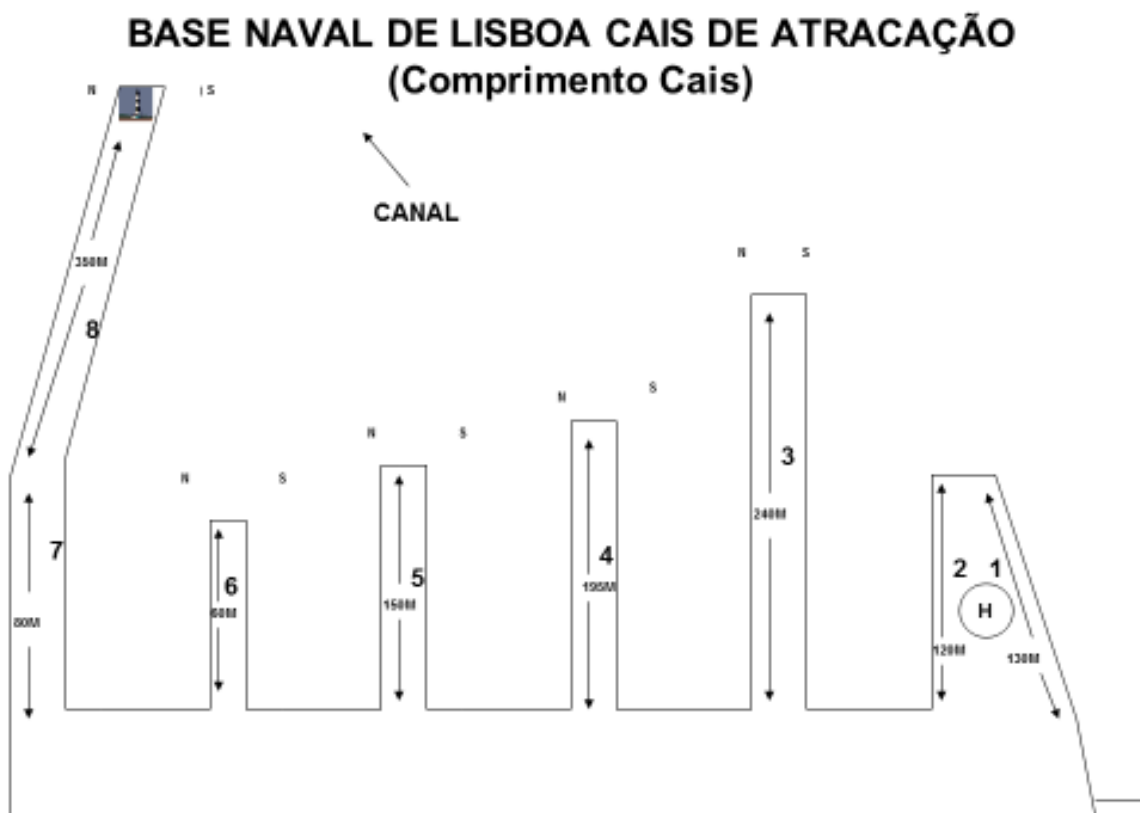 BASE NAVAL DE LISBOA CAIS DE ATRACAÇÃO
(Comprimento Cais)
N S
CANAL
N S
350M
8
N S
N S
3
N S
240M
7
4
5
6
2 1
195M
150M
60M
H
80M
120M
130M